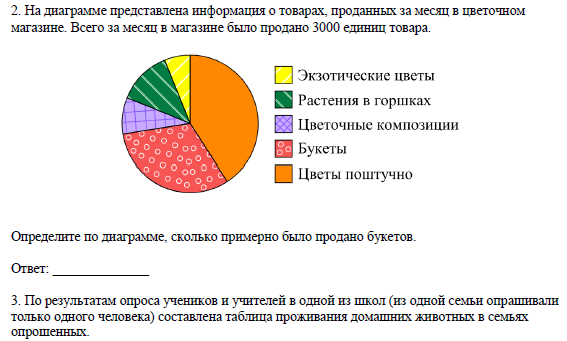 2. На диаграмме представлена информация о товарах, проданных за месяц в цветочном
магазине. Всего за месяц в магазине было продано 3000 единиц товара.
Экзотические цветы
Растения в горшках
Цветочные композиции
Букеты
Цветы поштучно
Определите по диаграмме, сколько примерно было продано букетов.
Ответ: _______________
3. По результатам опроса учеников и учителей в одной из школ (из одной семьи опрашивали
только одного человека) составлена таблица проживания домашних животных в семьях
опрошенных.